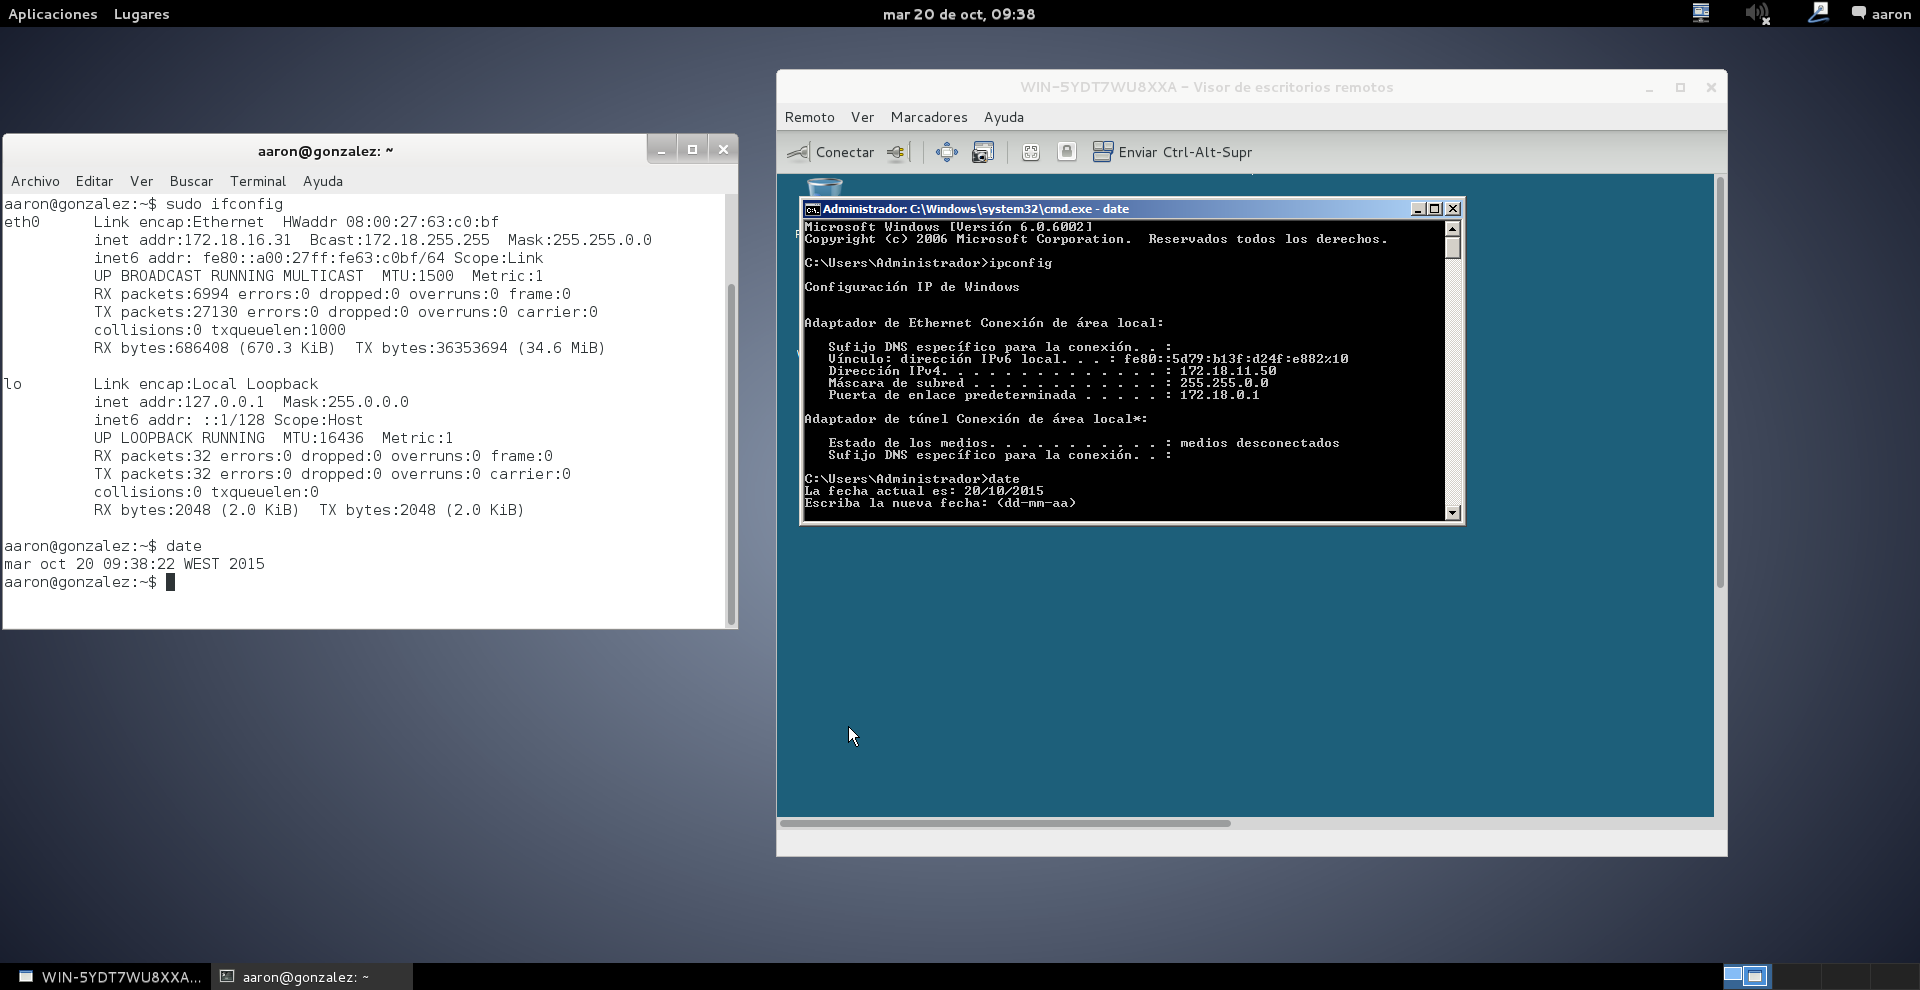 Aplicaciones Lugares mar 20 de oct, 09:38 aaron
aaron@gonzalez: ~
Archivo Editar Ver Buscar Terminal Ayuda
aaron@gonzalez:~$ sudo ifconfig
eth0 Link encap:Ethernet HWaddr 08:00:27:63:c0:bf
inet addr:172.18.16.31 Bcast:172.18.255.255 Mask:255.255.0.0
inet6 addr: fe80::a00:27ff:fe63:c0bf/64 Scope:Link
UP BROADCAST RUNNING MULTICAST MTU:1500 Metric:1
RX packets:6994 errors:0 dropped:0 overruns:0 frame:0
TX packets:27130 errors:0 dropped:0 overruns:0 carrier:0
collisions:0 txqueuelen:1000
RX bytes:686408 (670.3 KiB) TX bytes:36353694 (34.6 MiB)
lo Link encap:Local Loopback
inet addr:127.0.0.1 Mask:255.0.0.0
inet6 addr: ::1/128 Scope:Host
UP LOOPBACK RUNNING MTU:16436 Metric:1
RX packets:32 errors:0 dropped:0 overruns:0 frame:0
TX packets:32 errors:0 dropped:0 overruns:0 carrier:0
collisions:0 txqueuelen:0
RX bytes:2048 (2.0 KiB) TX bytes:2048 (2.0 KiB)
aaron@gonzalez:~$ date
mar oct 20 09:38:22 WEST 2015
aaron@gonzalez:~$
WIN-5YDT7WU8XXA - Visor de escritorios remotos
Remoto Ver Marcadores Ayuda
Conectar Enviar Ctrl-Alt-Supr
Administrador: C:\Windows\system32\cmd.exe - date
Microsoft Windows [Versión 6.0.6002]
Copyright (c) 2006 Microsoft Corporation. Reservados todos los derechos.
C:\Users\Administrador>ipconfig
Configuración IP de Windows
Adaptador de Ethernet Conexión de área local:
Sufijo DNS específico para la conexión. . :
Vínculo: dirección IPv6 local. . . : fe80::5d79:b13f:d24f:e882%10
Dirección IPv4. . . . . . . . . . . . . . : 172.18.11.50
Máscara de subred . . . . . . . . . . . . : 255.255.0.0
Puerta de enlace predeterminada . . . . . : 172.18.0.1
Adaptador de túnel Conexión de área local*:
Estado de los medios. . . . . . . . . . . : medios desconectados
Sufijo DNS específico para la conexión. . :
C:\Users\Administrador>date
La fecha actual es: 20/10/2015
Escriba la nueva fecha: (dd-mm-aa)
WIN-5YDT7WU8XXA... aaron@gonzalez: ~